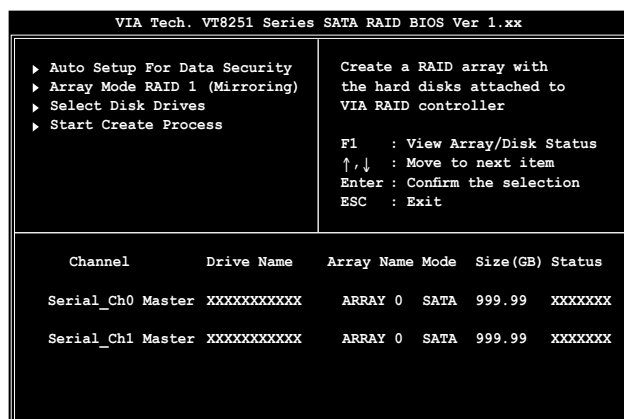 VIA Tech. VT8251 Series SATA RAID BIOS Ver 1.xx
Auto Setup For Data Security
Array Mode RAID 1 (Mirroring)
Select Disk Drives
Start Create Process
Create a RAID array with
the hard disks attached to
VIA RAID controller
F1 : View Array/Disk Status
↑,↓ : Move to next item
Enter : Confirm the selection
ESC : Exit
Channel Drive Name Array Name Mode Size(GB) Status
Serial_Ch0 Master XXXXXXXXXXX ARRAY 0 SATA 999.99 XXXXXXX
Serial_Ch1 Master XXXXXXXXXXX ARRAY 0 SATA 999.99 XXXXXXX